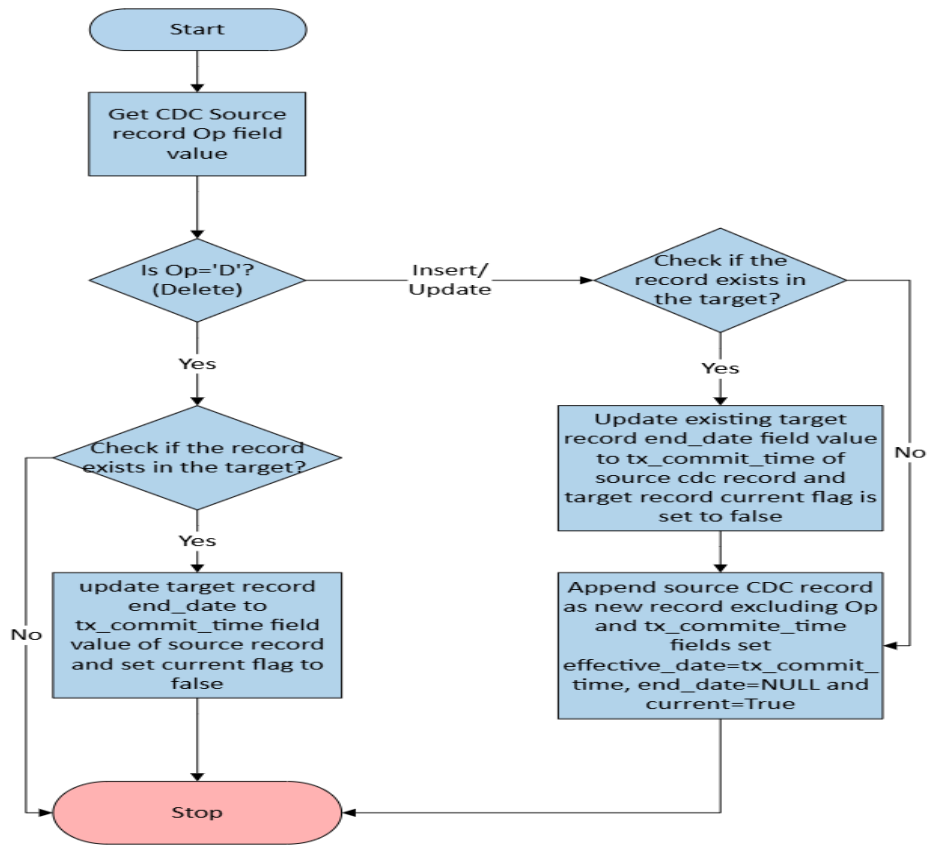 Start
Get CDC Source
record Op field
value
Is Op='D'?
(Delete)
Insert/
Update
Check if the
record exists in
the target?
Yes
Yes
Check if the record
exists in the target?
Update existing target
record end_date field value
to tx_commit_time of
source cdc record and
target record current flag is
set to false
No
Yes
update target record
end_date to
tx_commit_time field
value of source record
and set current flag to
false
No
Append source CDC record
as new record excluding Op
and tx_commite_time
fields set
effective_date=tx_commit_
time, end_date=NULL and
current=True
Stop